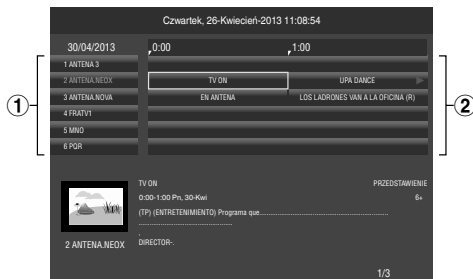 Czwartek, 26-Kwiecień-2013 11:08:54
30/04/2013 0:00 1:00
1 ANTENA 3
2 ANTENA.NEOX TV ON UPA DANCE
3 ANTENA.NOVA EN ANTENA LOS LADRONES VAN A LA OFICINA (R)
4 FRATV1
5 MNO
6 PQR
1
2
TV ON PRZEDSTAWIENIE
0:00-1:00 Pn, 30-Kwi 6+
(TP) (ENTRETENIMIENTO) Programa que..............................................................
............................................
.
2 ANTENA.NEOX DIRECTOR-.
1/3